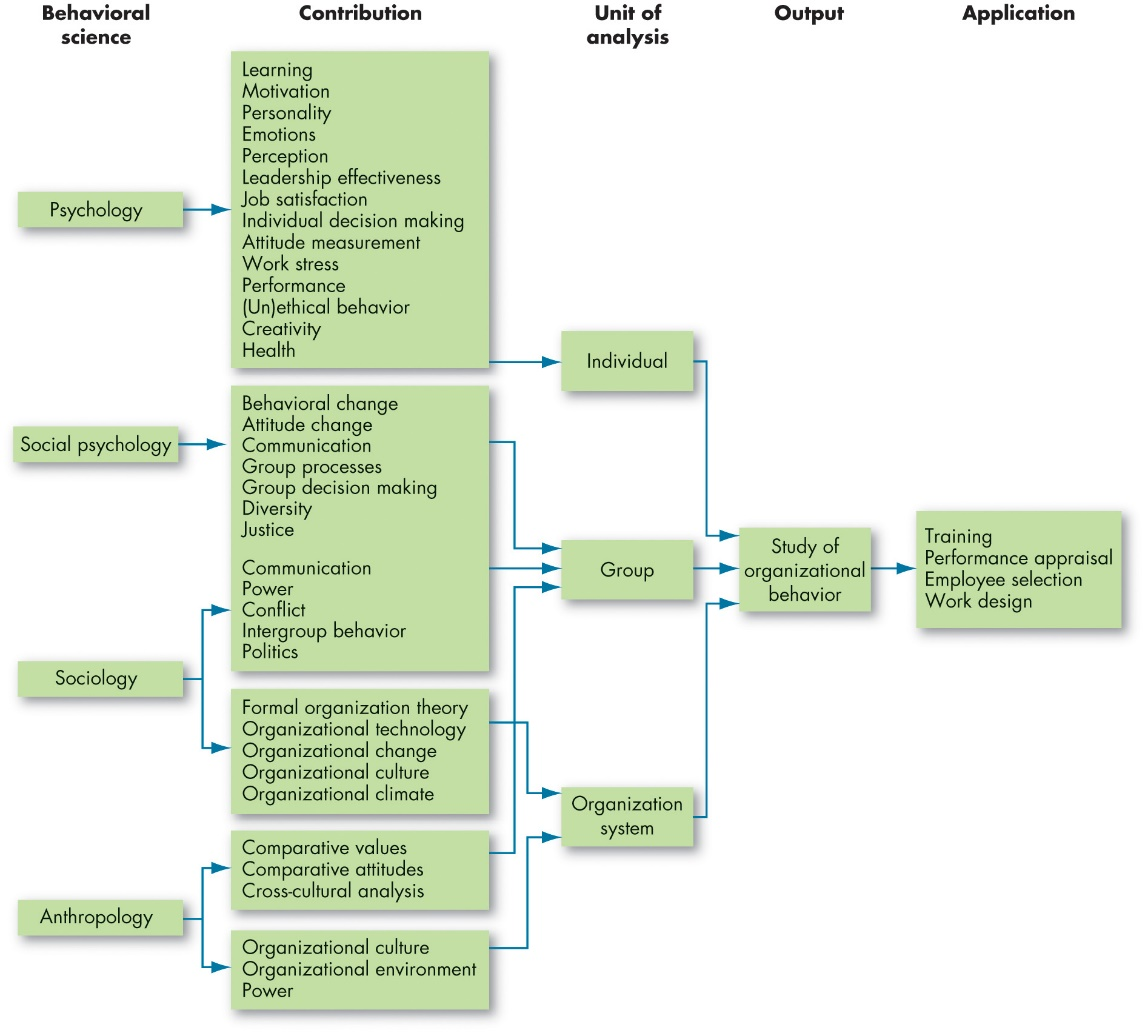 Behavioral
science
Contribution
Unit of
analysis
Output
Application
Psychology
Learning
Motivation
Personality
Emotions
Perception
Leadership effectiveness
Job satisfaction
Individual decision making
Attitude measurement
Work stress
Performance
(Un)ethical behavior
Creativity
Health
Individual
Social psychology
Behavioral change
Attitude change
Communication
Group processes
Group decision making
Diversity
Justice
Communication
Power
Conflict
Intergroup behavior
Politics
Group
Study of
organizational
behavior
Training
Performance appraisal
Employee selection
Work design
Sociology
Formal organization theory
Organizational technology
Organizational change
Organizational culture
Organizational climate
Organization
system
Anthropology
Comparative values
Comparative attitudes
Cross-cultural analysis
Organizational culture
Organizational environment
Power